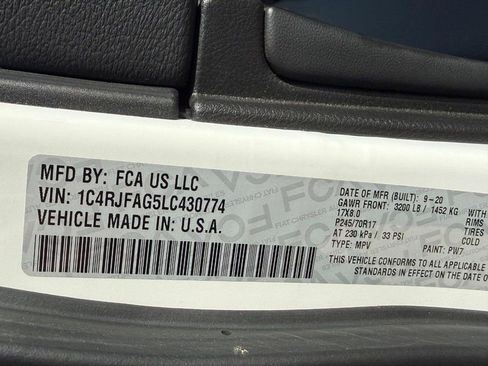 MFD BY: FCA US LLC
VIN: 1C4RJFAG5LC430774
VEHICLE MADE IN: U.S.A.
DATE OF MFR (BUILT): 9-20
GAWR FRONT: 3200 LB / 1452 KG WITH
17X8.0 RIMS
P245/70R17 TIRES
AT 230 kPa / 33 PSI COLD
TYPE: MPV PAINT: PW7
THIS VEHICLE CONFORMS TO ALL APPLICABLE
STANDARDS IN EFFECT ON THE DATE OF